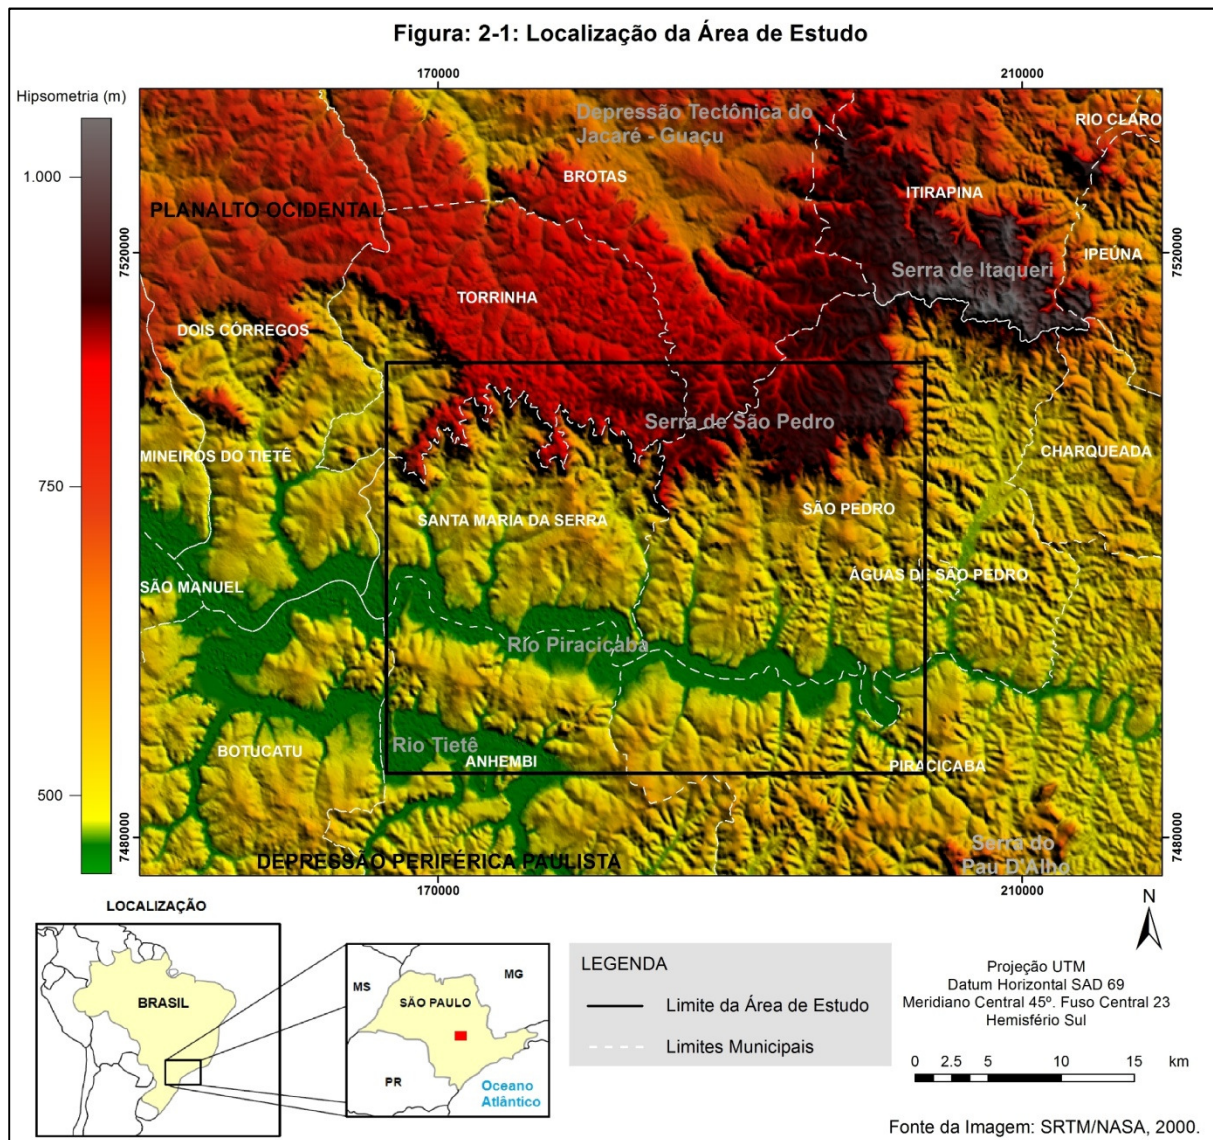 Figura: 2-1: Localização da Área de Estudo
170000
210000
Hipsometria (m)
1.000
750
500
7520000
7480000
7520000
7480000
Depressão Tectônica do
Jacaré - Guaçu
RIO CLARO
BROTAS
ITIRAPINA
PLANALTO OCIDENTAL
IPEÚNA
Serra de Itaqueri
TORRINHA
DOIS CÓRREGOS
Serra de São Pedro
MINEIROS DO TIETÊ
CHARQUEADA
SANTA MARIA DA SERRA
SÃO PEDRO
SÃO MANUEL
ÁGUAS DE SÃO PEDRO
Rio Piracicaba
Rio Tietê
BOTUCATU
ANHEMBI
PIRACICABA
Serra do
Pau D'Alho
DEPRESSÃO PERIFÉRICA PAULISTA
170000
210000
LOCALIZAÇÃO
BRASIL
MS
MG
SÃO PAULO
PR
Oceano
Atlântico
LEGENDA
Limite da Área de Estudo
Limites Municipais
N
Projeção UTM
Datum Horizontal SAD 69
Meridiano Central 45º. Fuso Central 23
Hemisfério Sul
0 2.5 5 10 15 km
Fonte da Imagem: SRTM/NASA, 2000.